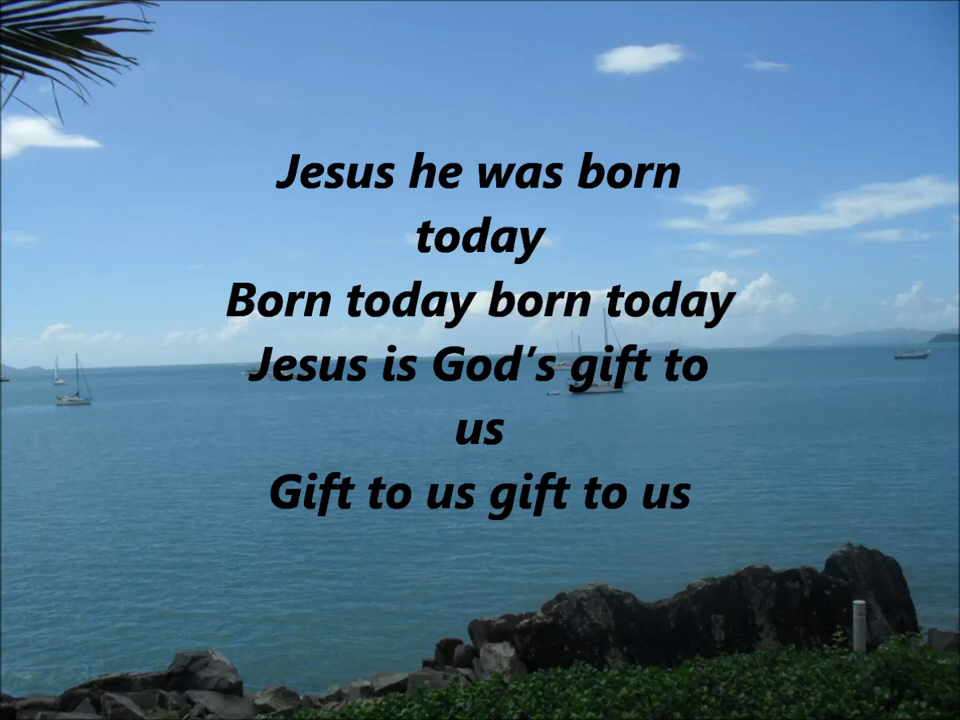 Jesus he was born
today
Born today born today
Jesus is God's gift to
us
Gift to us gift to us